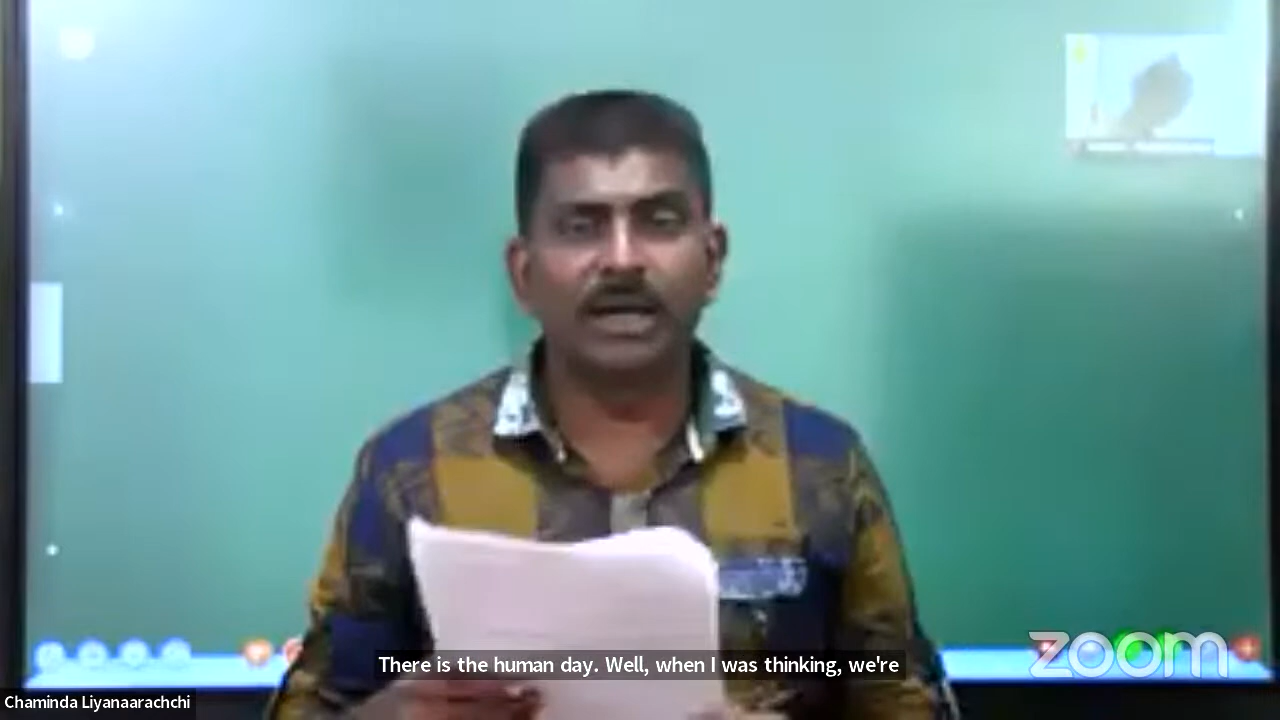 zoom
There is the human day. Well, when I was thinking, we're
Chaminda Liyanaarachchi